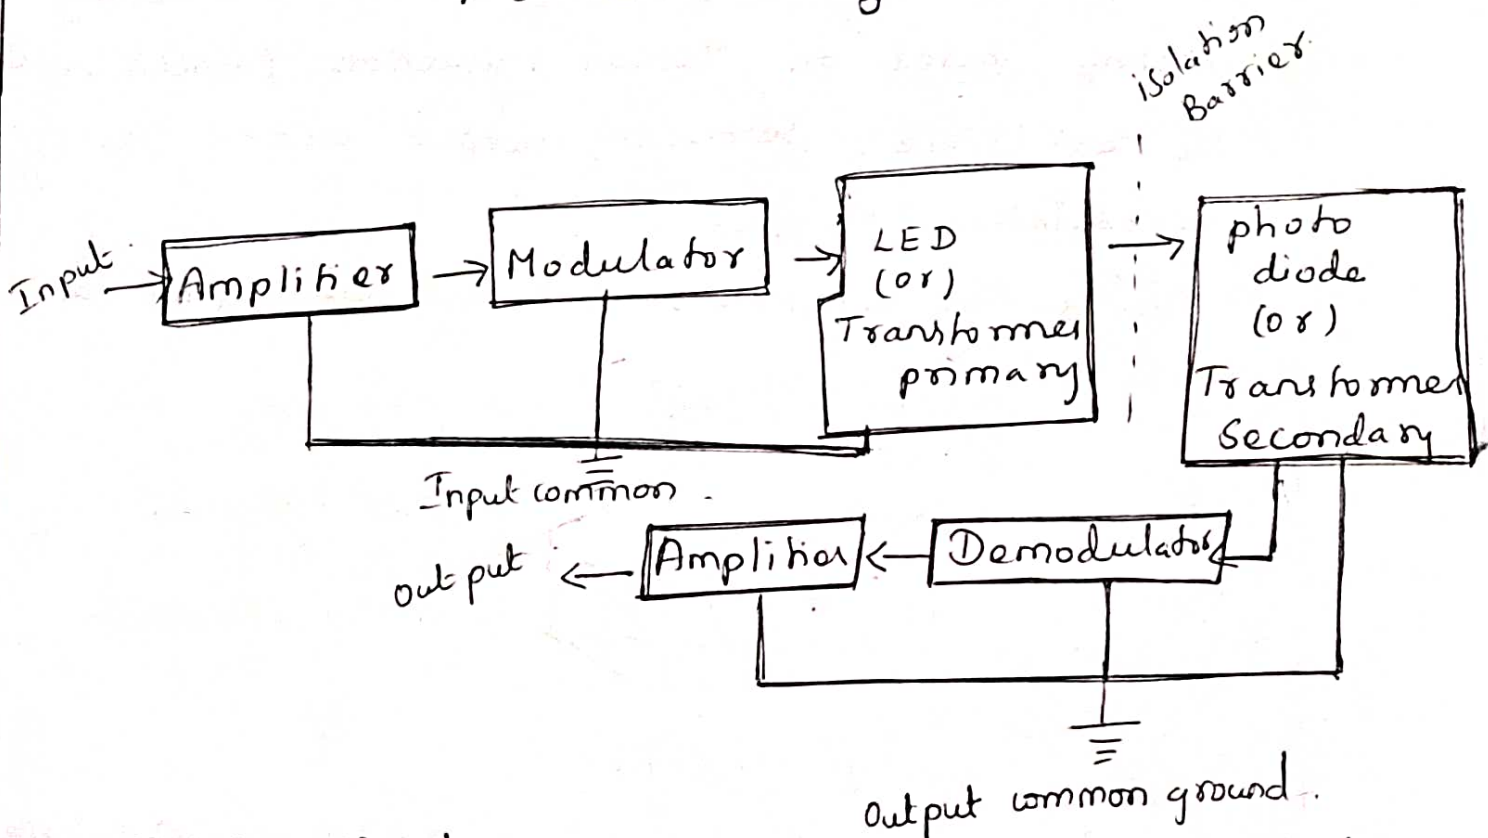 isolation
Barrier
Input
Amplifier
Modulator
LED
(or)
Transformer
primary
photo
diode
(or)
Transformer
Secondary
Input common.
output
Amplifier
Demodulator
output common ground.